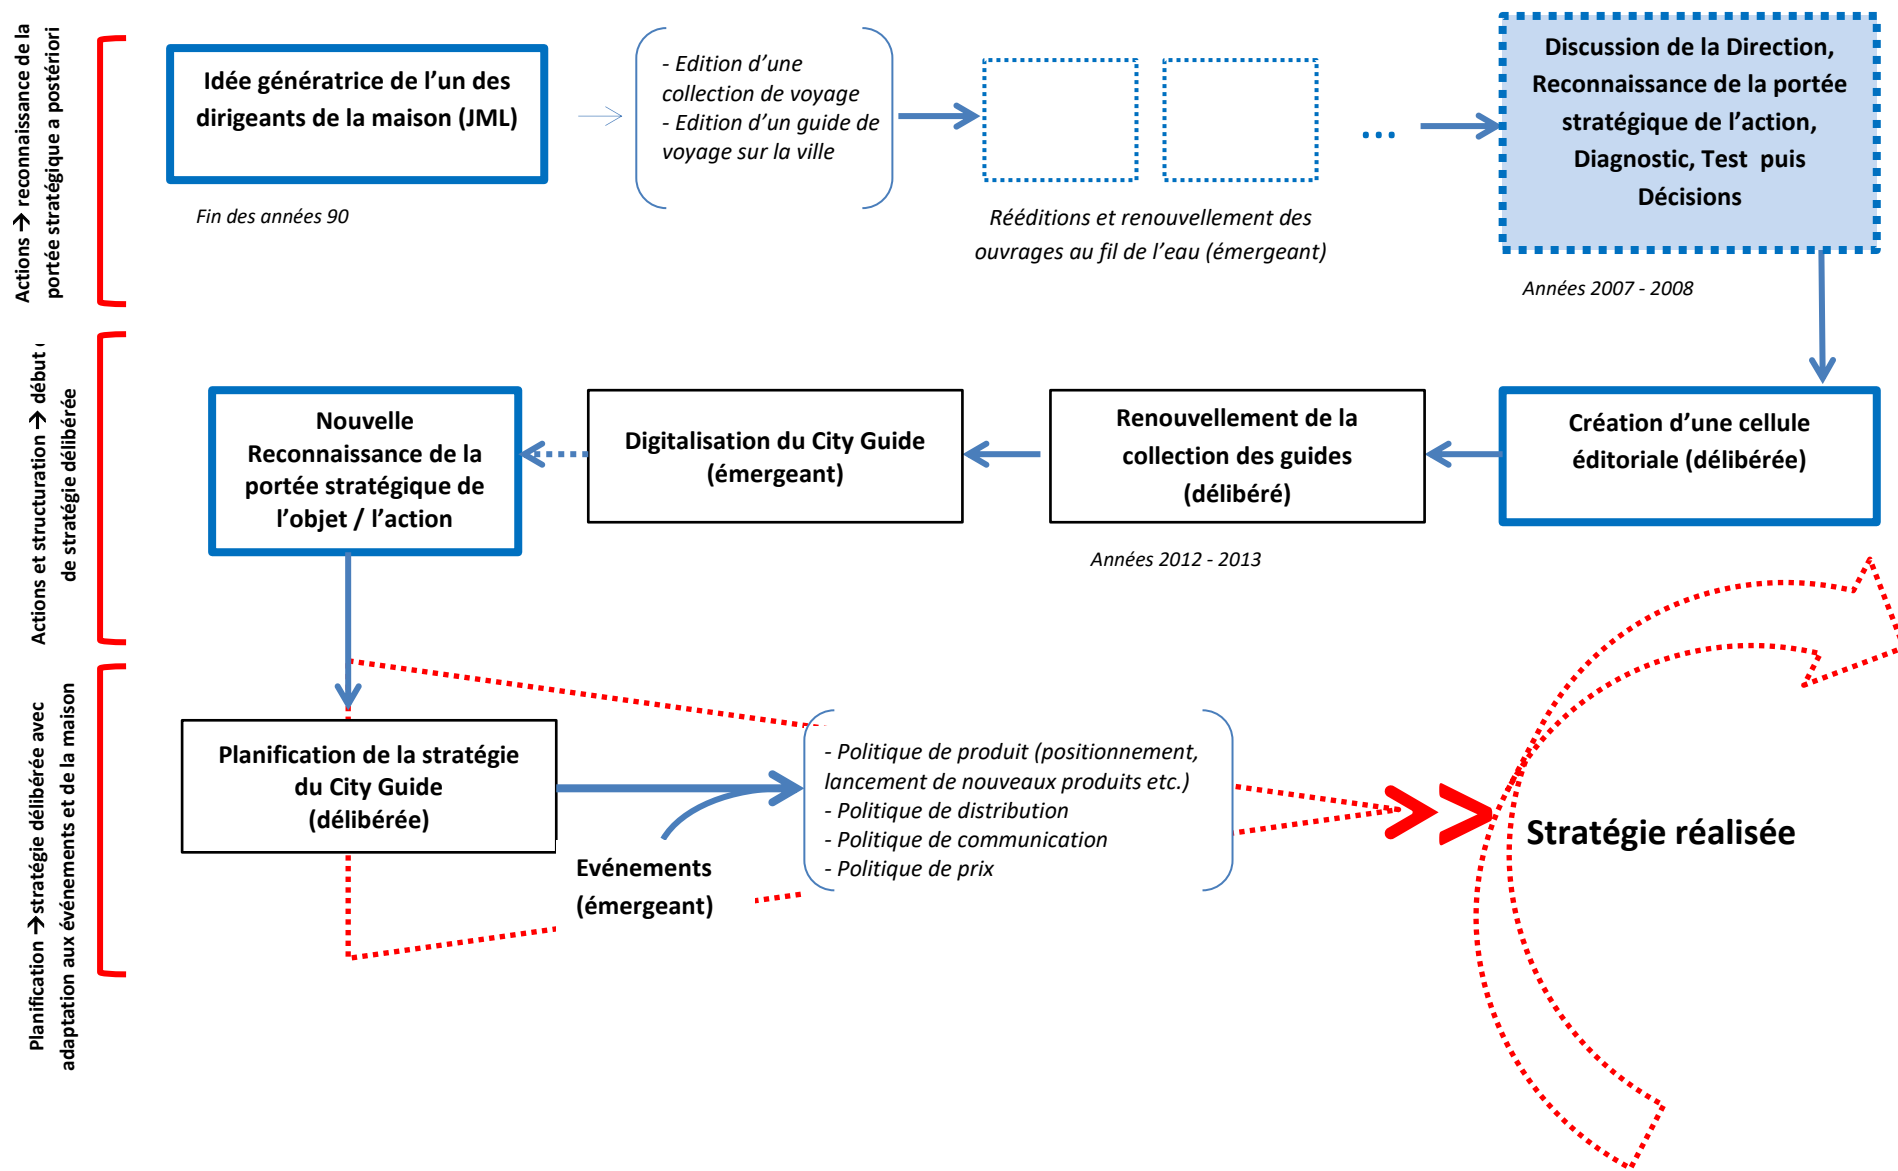 Actions → reconnaissance de la
portée stratégique a postériori
Idée génératrice de l’un des
dirigeants de la maison (JML)
Fin des années 90
- Edition d’une
collection de voyage
- Edition d’un guide de
voyage sur la ville
Rééditions et renouvellement des
ouvrages au fil de l’eau (émergeant)
...
Discussion de la Direction,
Reconnaissance de la portée
stratégique de l’action,
Diagnostic, Test  puis
Décisions
Années 2007 - 2008
Actions et structuration → début
de stratégie délibérée
Nouvelle
Reconnaissance de la
portée stratégique de
l’objet / l’action
Digitalisation du City Guide
(émergeant)
Renouvellement de la
collection des guides
(délibéré)
Années 2012 - 2013
Création d’une cellule
éditoriale (délibérée)
Planification →stratégie délibérée avec
adaptation aux événements et de la maison
Planification de la stratégie
du City Guide
(délibérée)
Evénements
(émergeant)
- Politique de produit (positionnement,
lancement de nouveaux produits etc.)
- Politique de distribution
- Politique de communication
- Politique de prix
Stratégie réalisée